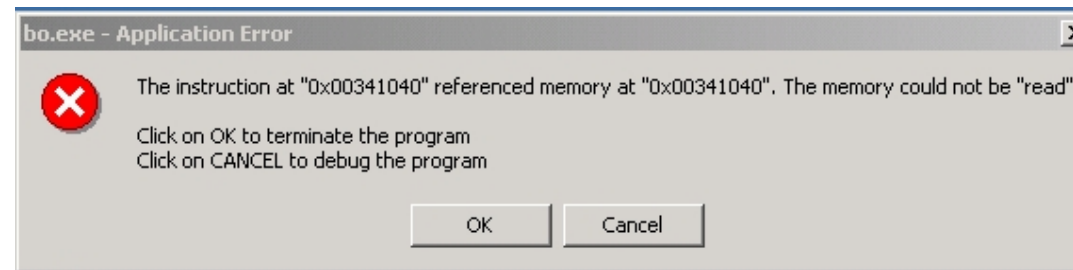 bo.exe - Application Error
The instruction at "0x00341040" referenced memory at "0x00341040". The memory could not be "read"
Click on OK to terminate the program
Click on CANCEL to debug the program
OK Cancel